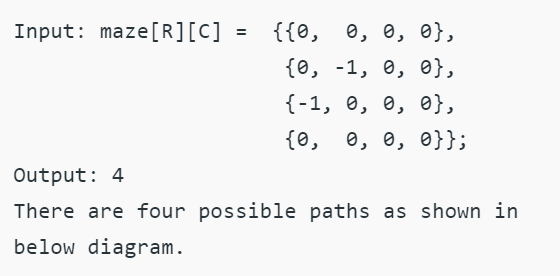 Input: maze[R][C] =  {{0,  0, 0, 0},
                     {0, -1, 0, 0},
                     {-1, 0, 0, 0},
                     {0,  0, 0, 0}};
Output: 4
There are four possible paths as shown in
below diagram.